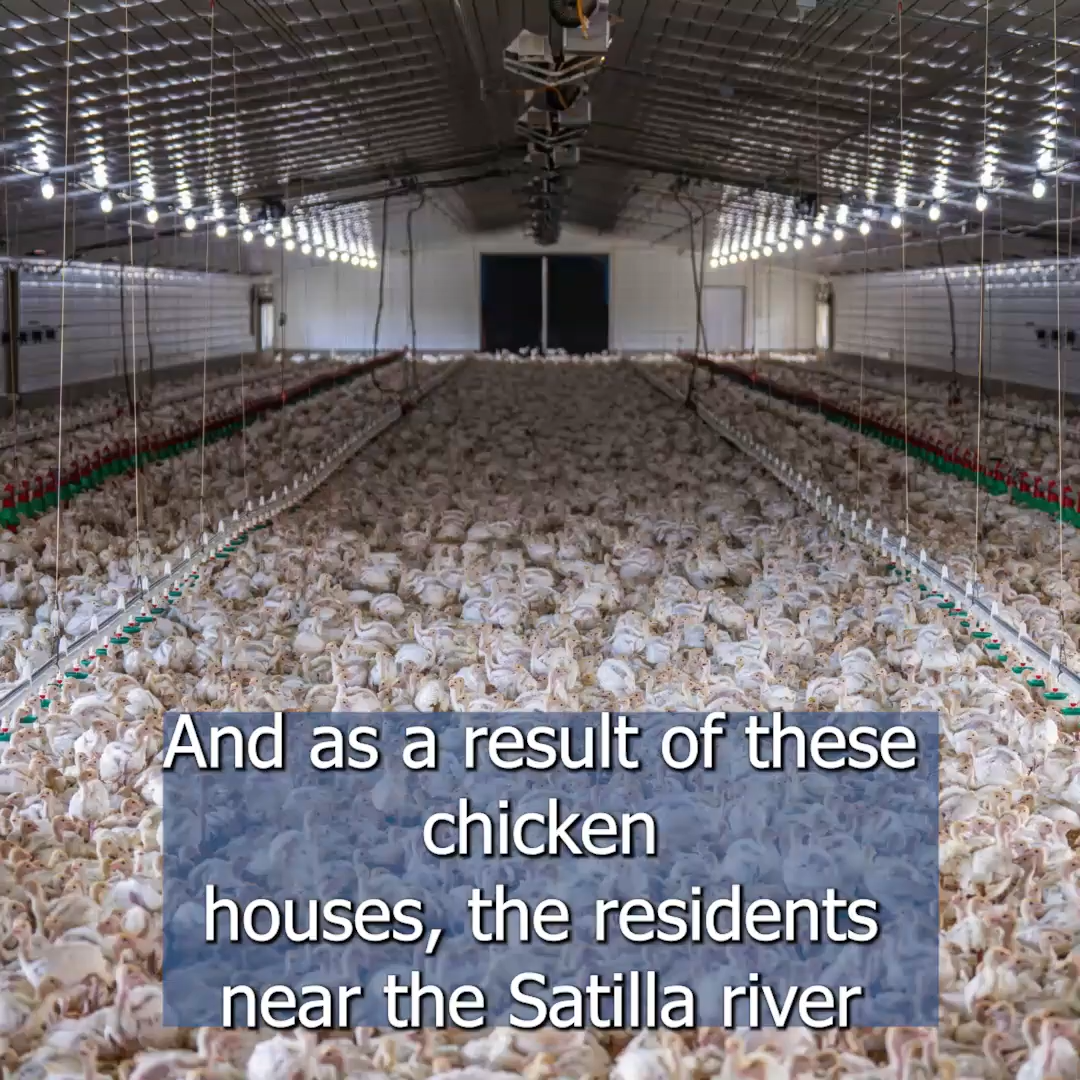 And as a result of these
chicken
houses, the residents
near the Satilla river